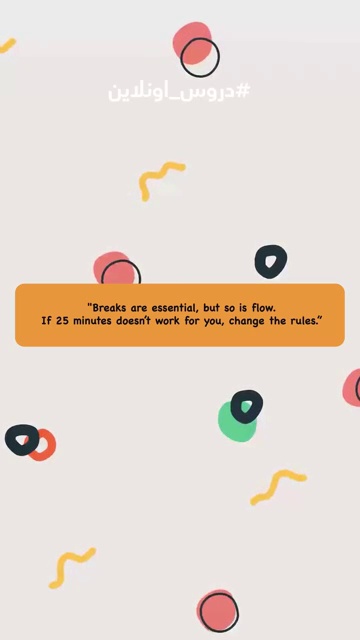 #دروس_اونلاين
"Breaks are essential, but so is flow.
If 25 minutes doesn't work for you, change the rules.”